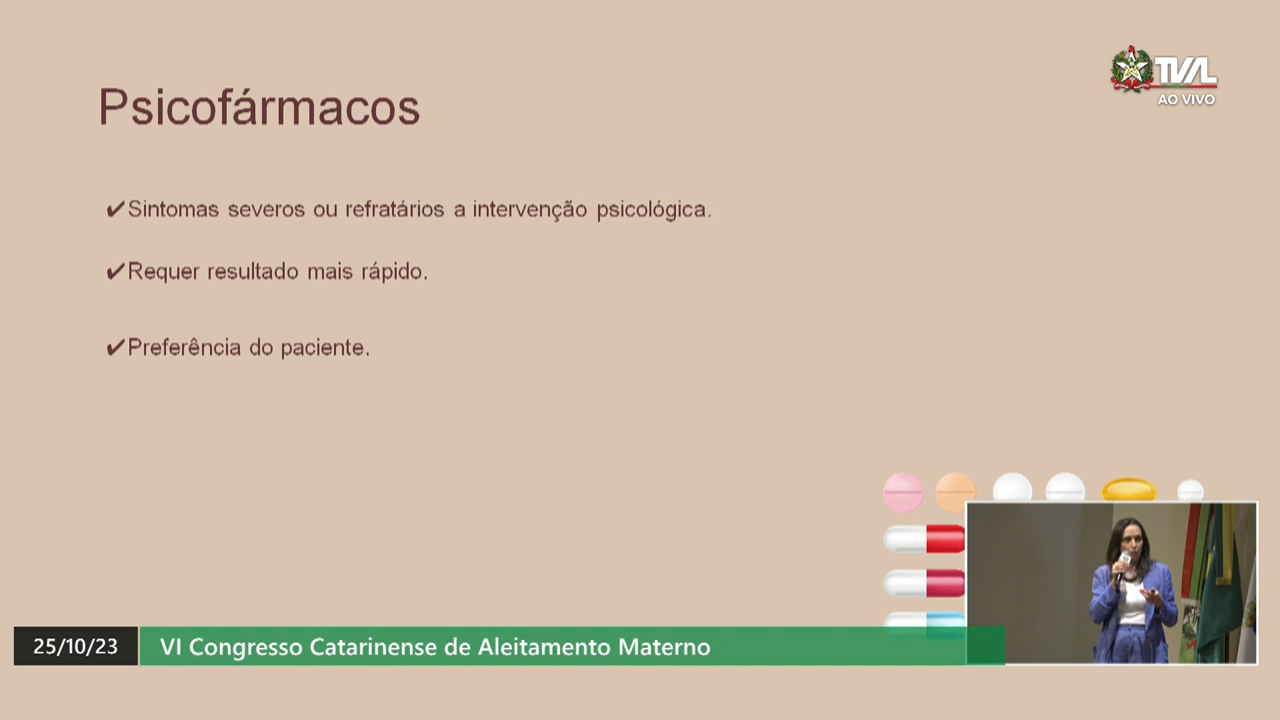 TVAL
AO VIVO
Psicofármacos
✔Sintomas severos ou refratários a intervenção psicológica.
✔Requer resultado mais rápido.
✔Preferência do paciente.
25/10/23
VI Congresso Catarinense de Aleitamento Materno